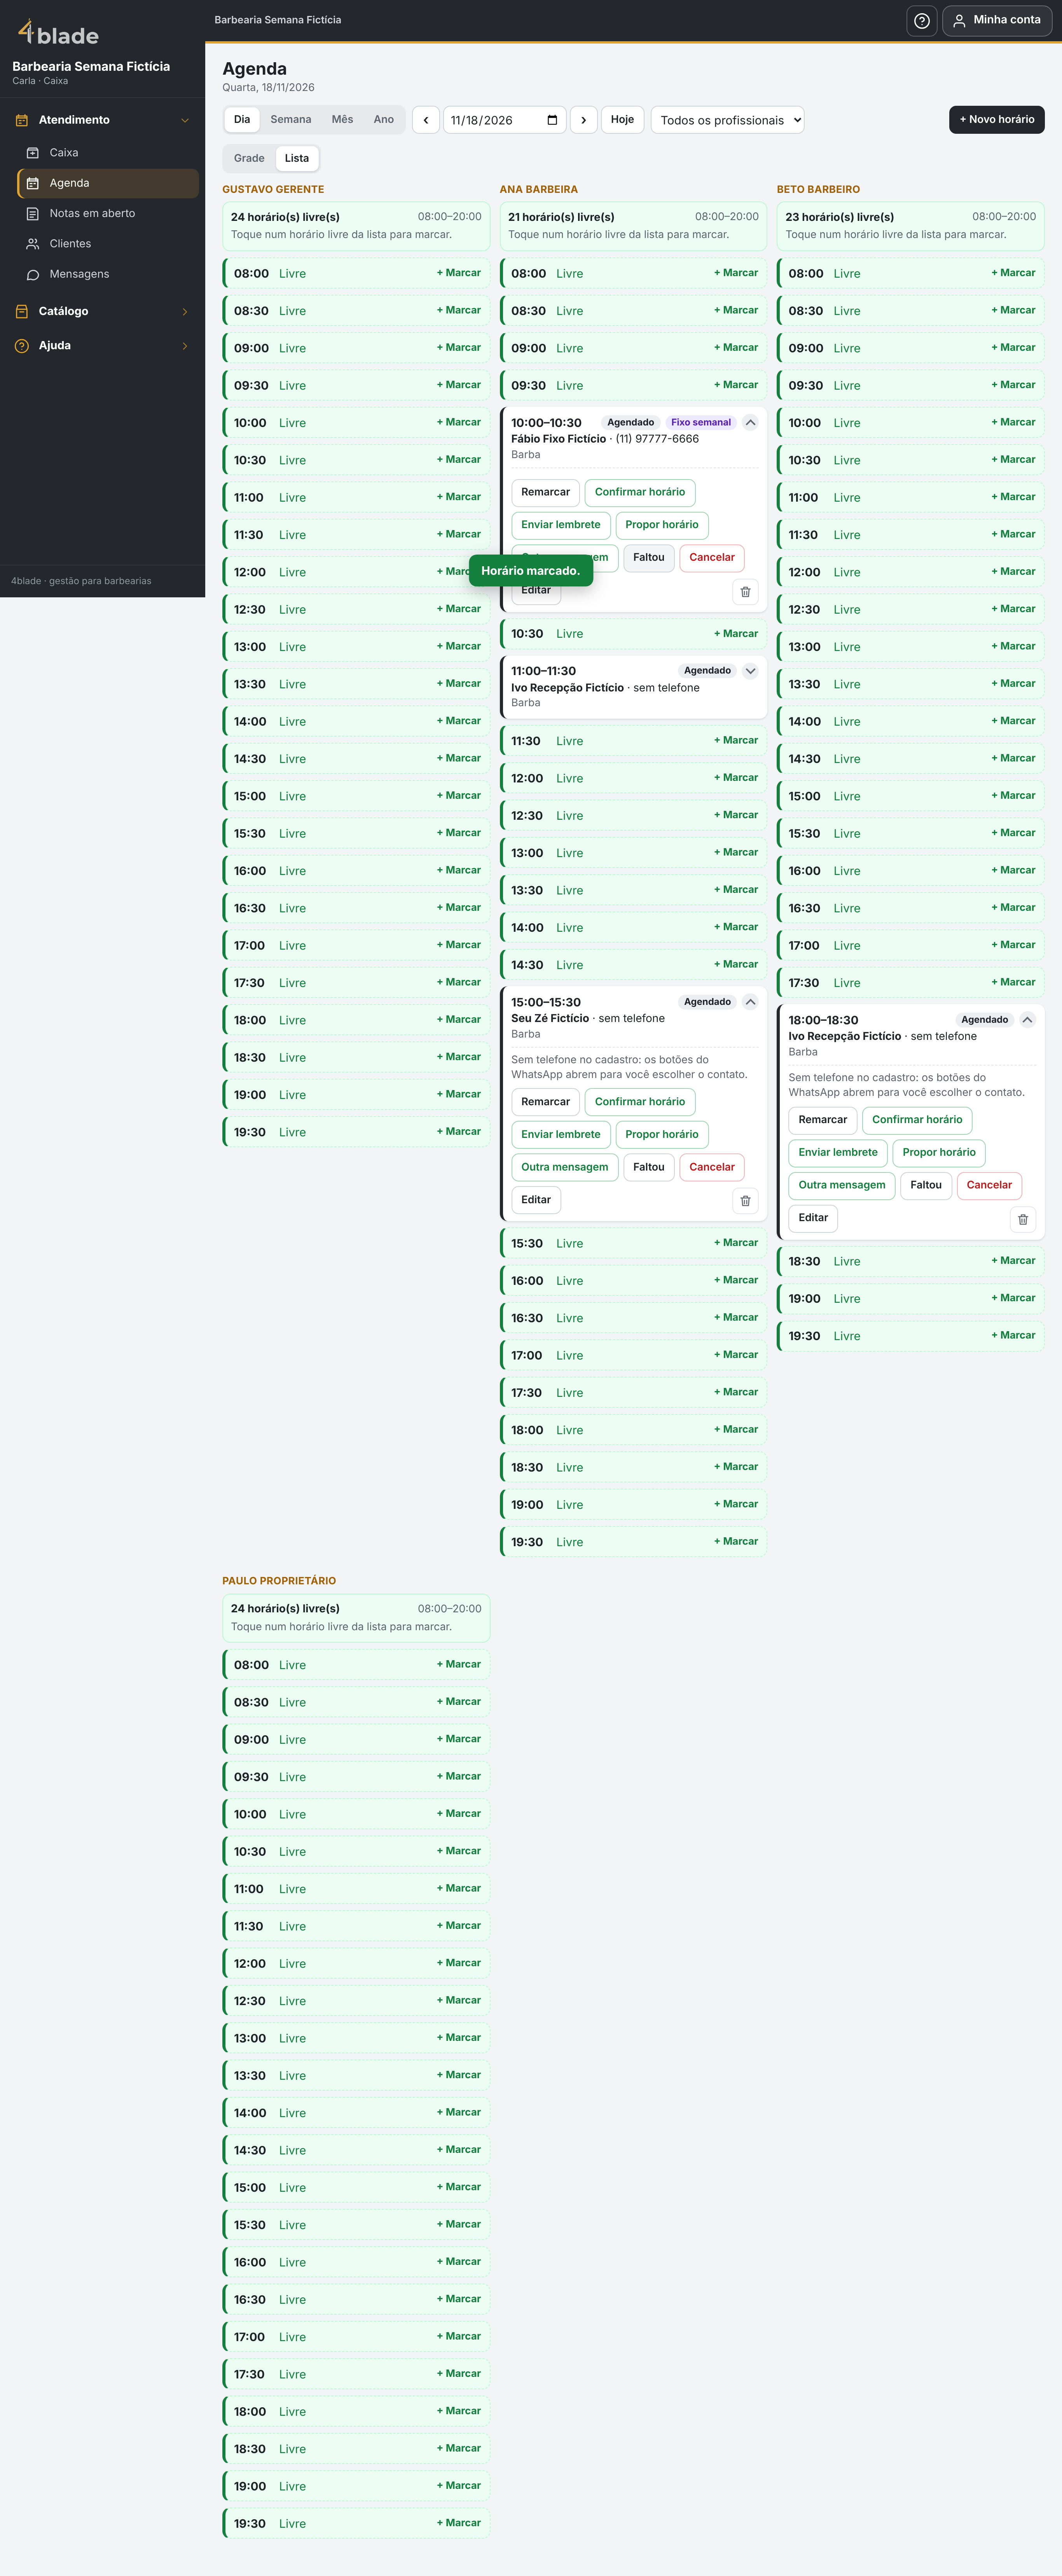 4blade
Barbearia Semana Fictícia
Carla · Caixa
Atendimento
Caixa
Agenda
Notas em aberto
Clientes
Mensagens
Catálogo
Ajuda
4blade · gestão para barbearias
Barbearia Semana Fictícia
Minha conta
Agenda
Quarta, 18/11/2026
Dia Semana Mês Ano 11/18/2026 Hoje Todos os profissionais + Novo horário
Grade Lista
GUSTAVO GERENTE
24 horário(s) livre(s) 08:00–20:00
Toque num horário livre da lista para marcar.
08:00 Livre + Marcar
08:30 Livre + Marcar
09:00 Livre + Marcar
09:30 Livre + Marcar
10:00 Livre + Marcar
10:30 Livre + Marcar
11:00 Livre + Marcar
11:30 Livre + Marcar
12:00 Livre
12:30 Livre + Marcar
13:00 Livre + Marcar
13:30 Livre + Marcar
14:00 Livre + Marcar
14:30 Livre + Marcar
15:00 Livre + Marcar
15:30 Livre + Marcar
16:00 Livre + Marcar
16:30 Livre + Marcar
17:00 Livre + Marcar
17:30 Livre + Marcar
18:00 Livre + Marcar
18:30 Livre + Marcar
19:00 Livre + Marcar
19:30 Livre + Marcar
ANA BARBEIRA
21 horário(s) livre(s) 08:00–20:00
Toque num horário livre da lista para marcar.
08:00 Livre + Marcar
08:30 Livre + Marcar
09:00 Livre + Marcar
09:30 Livre + Marcar
10:00–10:30 Agendado Fixo semanal
Fábio Fixo Fictício · (11) 97777-6666
Barba
Remarcar Confirmar horário
Enviar lembrete Propor horário
Faltou Cancelar
Horário marcado.
Editar
10:30 Livre + Marcar
11:00–11:30 Agendado
Ivo Recepção Fictício · sem telefone
Barba
11:30 Livre + Marcar
12:00 Livre + Marcar
12:30 Livre + Marcar
13:00 Livre + Marcar
13:30 Livre + Marcar
14:00 Livre + Marcar
14:30 Livre + Marcar
15:00–15:30 Agendado
Seu Zé Fictício · sem telefone
Barba
Sem telefone no cadastro: os botões do
WhatsApp abrem para você escolher o contato.
Remarcar Confirmar horário
Enviar lembrete Propor horário
Outra mensagem Faltou Cancelar
Editar
15:30 Livre + Marcar
16:00 Livre + Marcar
16:30 Livre + Marcar
17:00 Livre + Marcar
17:30 Livre + Marcar
18:00 Livre + Marcar
18:30 Livre + Marcar
19:00 Livre + Marcar
19:30 Livre + Marcar
BETO BARBEIRO
23 horário(s) livre(s) 08:00–20:00
Toque num horário livre da lista para marcar.
08:00 Livre + Marcar
08:30 Livre + Marcar
09:00 Livre + Marcar
09:30 Livre + Marcar
10:00 Livre + Marcar
10:30 Livre + Marcar
11:00 Livre + Marcar
11:30 Livre + Marcar
12:00 Livre + Marcar
12:30 Livre + Marcar
13:00 Livre + Marcar
13:30 Livre + Marcar
14:00 Livre + Marcar
14:30 Livre + Marcar
15:00 Livre + Marcar
15:30 Livre + Marcar
16:00 Livre + Marcar
16:30 Livre + Marcar
17:00 Livre + Marcar
17:30 Livre + Marcar
18:00–18:30 Agendado
Ivo Recepção Fictício · sem telefone
Barba
Sem telefone no cadastro: os botões do
WhatsApp abrem para você escolher o contato.
Remarcar Confirmar horário
Enviar lembrete Propor horário
Outra mensagem Faltou Cancelar
Editar
18:30 Livre + Marcar
19:00 Livre + Marcar
19:30 Livre + Marcar
PAULO PROPRIETÁRIO
24 horário(s) livre(s) 08:00–20:00
Toque num horário livre da lista para marcar.
08:00 Livre + Marcar
08:30 Livre + Marcar
09:00 Livre + Marcar
09:30 Livre + Marcar
10:00 Livre + Marcar
10:30 Livre + Marcar
11:00 Livre + Marcar
11:30 Livre + Marcar
12:00 Livre + Marcar
12:30 Livre + Marcar
13:00 Livre + Marcar
13:30 Livre + Marcar
14:00 Livre + Marcar
14:30 Livre + Marcar
15:00 Livre + Marcar
15:30 Livre + Marcar
16:00 Livre + Marcar
16:30 Livre + Marcar
17:00 Livre + Marcar
17:30 Livre + Marcar
18:00 Livre + Marcar
18:30 Livre + Marcar
19:00 Livre + Marcar
19:30 Livre + Marcar